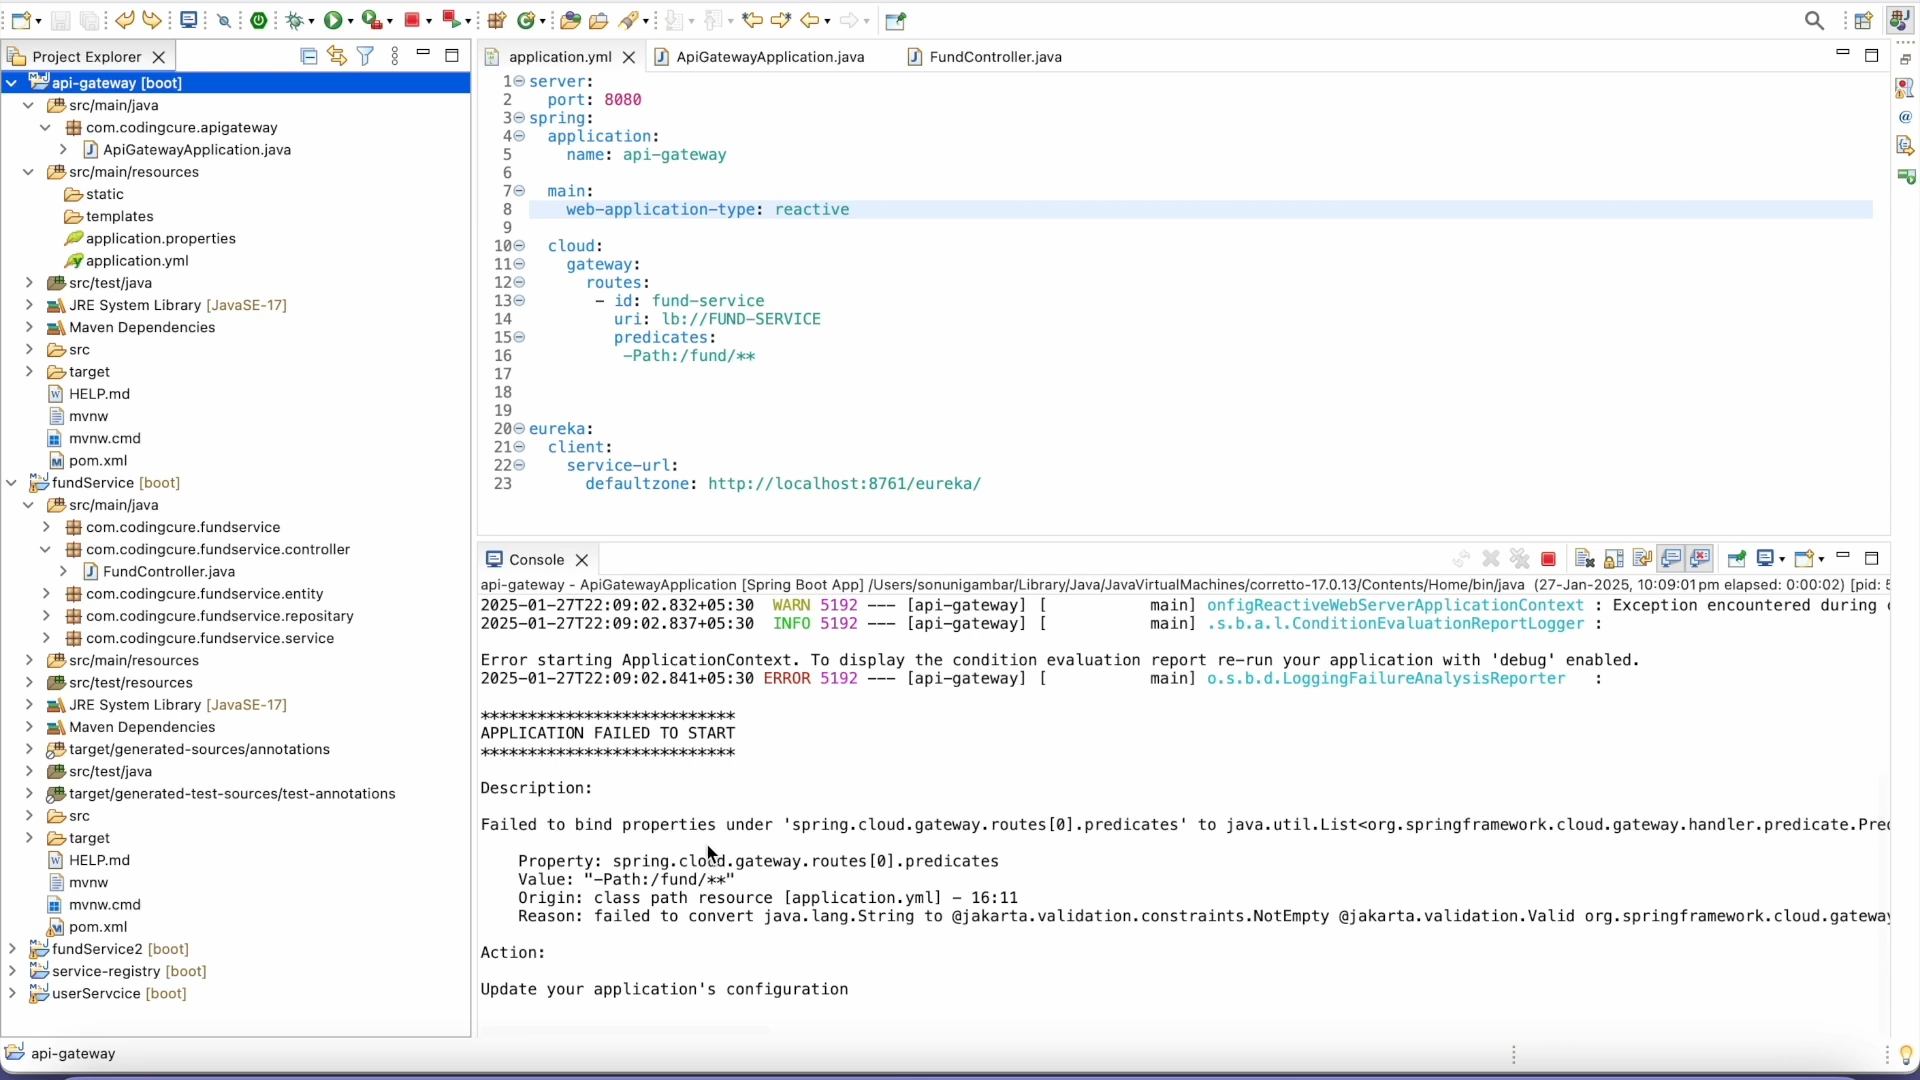 Project Explorer
api-gateway [boot]
src/main/java
com.codingcure.apigateway
ApiGatewayApplication.java
src/main/resources
static
templates
application.properties
application.yml
src/test/java
JRE System Library [JavaSE-17]
Maven Dependencies
src
target
HELP.md
mvnw
mvnw.cmd
pom.xml
fundService [boot]
src/main/java
com.codingcure.fundservice
com.codingcure.fundservice.controller
FundController.java
com.codingcure.fundservice.entity
com.codingcure.fundservice.repositary
com.codingcure.fundservice.service
src/main/resources
src/test/resources
JRE System Library [JavaSE-17]
Maven Dependencies
target/generated-sources/annotations
src/test/java
target/generated-test-sources/test-annotations
src
target
HELP.md
mvnw
mvnw.cmd
pom.xml
fundService2 [boot]
service-registry [boot]
userServcice [boot]
application.yml ApiGatewayApplication.java FundController.java
1 server:
2   port: 8080
3 spring:
4   application:
5     name: api-gateway
6
7   main:
8     web-application-type: reactive
9
10   cloud:
11     gateway:
12       routes:
13        - id: fund-service
14          uri: lb://FUND-SERVICE
15          predicates:
16           -Path:/fund/**
17
18
19
20 eureka:
21   client:
22     service-url:
23       defaultzone: http://localhost:8761/eureka/
Console
api-gateway - ApiGatewayApplication [Spring Boot App] /Users/sonunigambar/Library/Java/JavaVirtualMachines/corretto-17.0.13/Contents/Home/bin/java (27-Jan-2025, 10:09:01 pm elapsed: 0:00:02) [pid: 5
2025-01-27T22:09:02.832+05:30  WARN 5192 --- [api-gateway] [           main] onfigReactiveWebServerApplicationContext : Exception encountered during c
2025-01-27T22:09:02.837+05:30  INFO 5192 --- [api-gateway] [           main] .s.b.a.l.ConditionEvaluationReportLogger :
Error starting ApplicationContext. To display the condition evaluation report re-run your application with 'debug' enabled.
2025-01-27T22:09:02.841+05:30 ERROR 5192 --- [api-gateway] [           main] o.s.b.d.LoggingFailureAnalysisReporter   :
***************************
APPLICATION FAILED TO START
***************************
Description:
Failed to bind properties under 'spring.cloud.gateway.routes[0].predicates' to java.util.List<org.springframework.cloud.gateway.handler.predicate.Pred
Property: spring.cloud.gateway.routes[0].predicates
Value: "-Path:/fund/**"
Origin: class path resource [application.yml] - 16:11
Reason: failed to convert java.lang.String to @jakarta.validation.constraints.NotEmpty @jakarta.validation.Valid org.springframework.cloud.gateway
Action:
Update your application's configuration
api-gateway